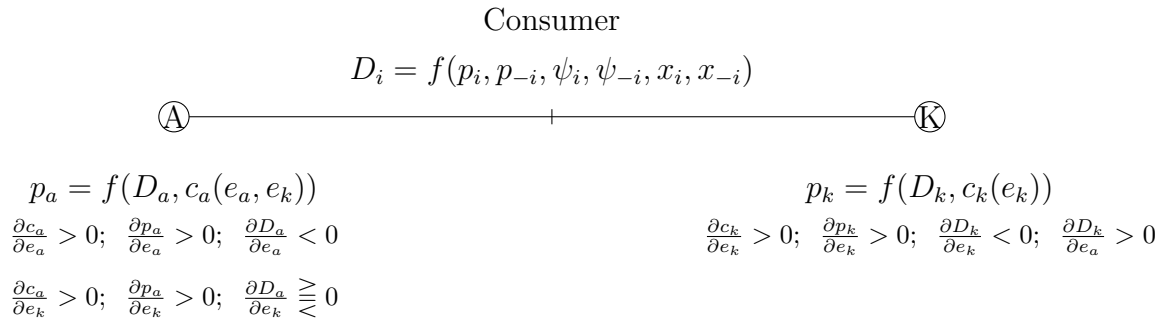 Consumer
D_i = f(p_i, p_{-i}, ψ_i, ψ_{-i}, x_i, x_{-i})
A K
p_a = f(D_a, c_a(e_a, e_k)) p_k = f(D_k, c_k(e_k))
∂c_a/∂e_a > 0; ∂p_a/∂e_a > 0; ∂D_a/∂e_a < 0 ∂c_k/∂e_k > 0; ∂p_k/∂e_k > 0; ∂D_k/∂e_k < 0; ∂D_k/∂e_a > 0
∂c_a/∂e_k > 0; ∂p_a/∂e_k > 0; ∂D_a/∂e_k ⪌ 0